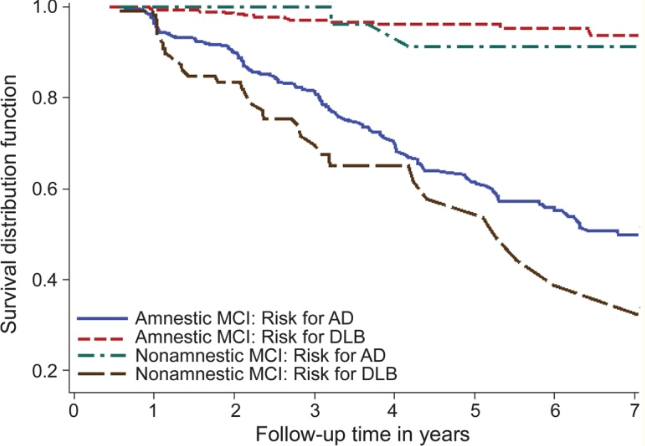 Survival distribution function
1.0
0.8
0.6
0.4
0.2
Amnestic MCI: Risk for AD
Amnestic MCI: Risk for DLB
Nonamnestic MCI: Risk for AD
Nonamnestic MCI: Risk for DLB
0 1 2 3 4 5 6 7
Follow-up time in years